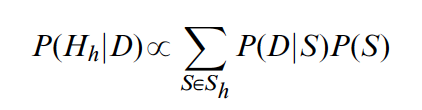 P(H_h|D) ∝ ∑_{S∈S_h} P(D|S)P(S)